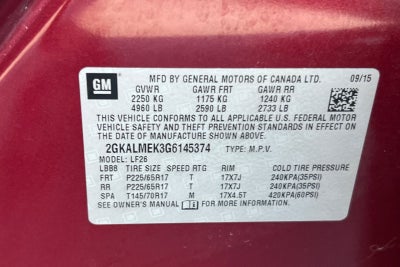 GM
MFD BY GENERAL MOTORS OF CANADA LTD. 09/15
GVWR GAWR FRT GAWR RR
2250 KG 1175 KG 1240 KG
4960 LB 2590 LB 2733 LB
THIS VEHICLE CONFORMS TO ALL APPLICABLE U.S. FEDERAL MOTOR
VEHICLE SAFETY AND THEFT PREVENTION STANDARDS IN EFFECT
ON THE DATE OF MANUFACTURE SHOWN ABOVE.
2GKALMEK3G6145374 TYPE: M.P.V.
MODEL: LF26
LBB8 TIRE SIZE SPEED RTG RIM COLD TIRE PRESSURE
FRT P225/65R17 T 17X7J 240KPA(35PSI)
RR P225/65R17 T 17X7J 240KPA(35PSI)
SPA T145/70R17 M 17X4.5T 420KPA(60PSI)
SEE OWNER'S MANUAL FOR MORE INFORMATION.